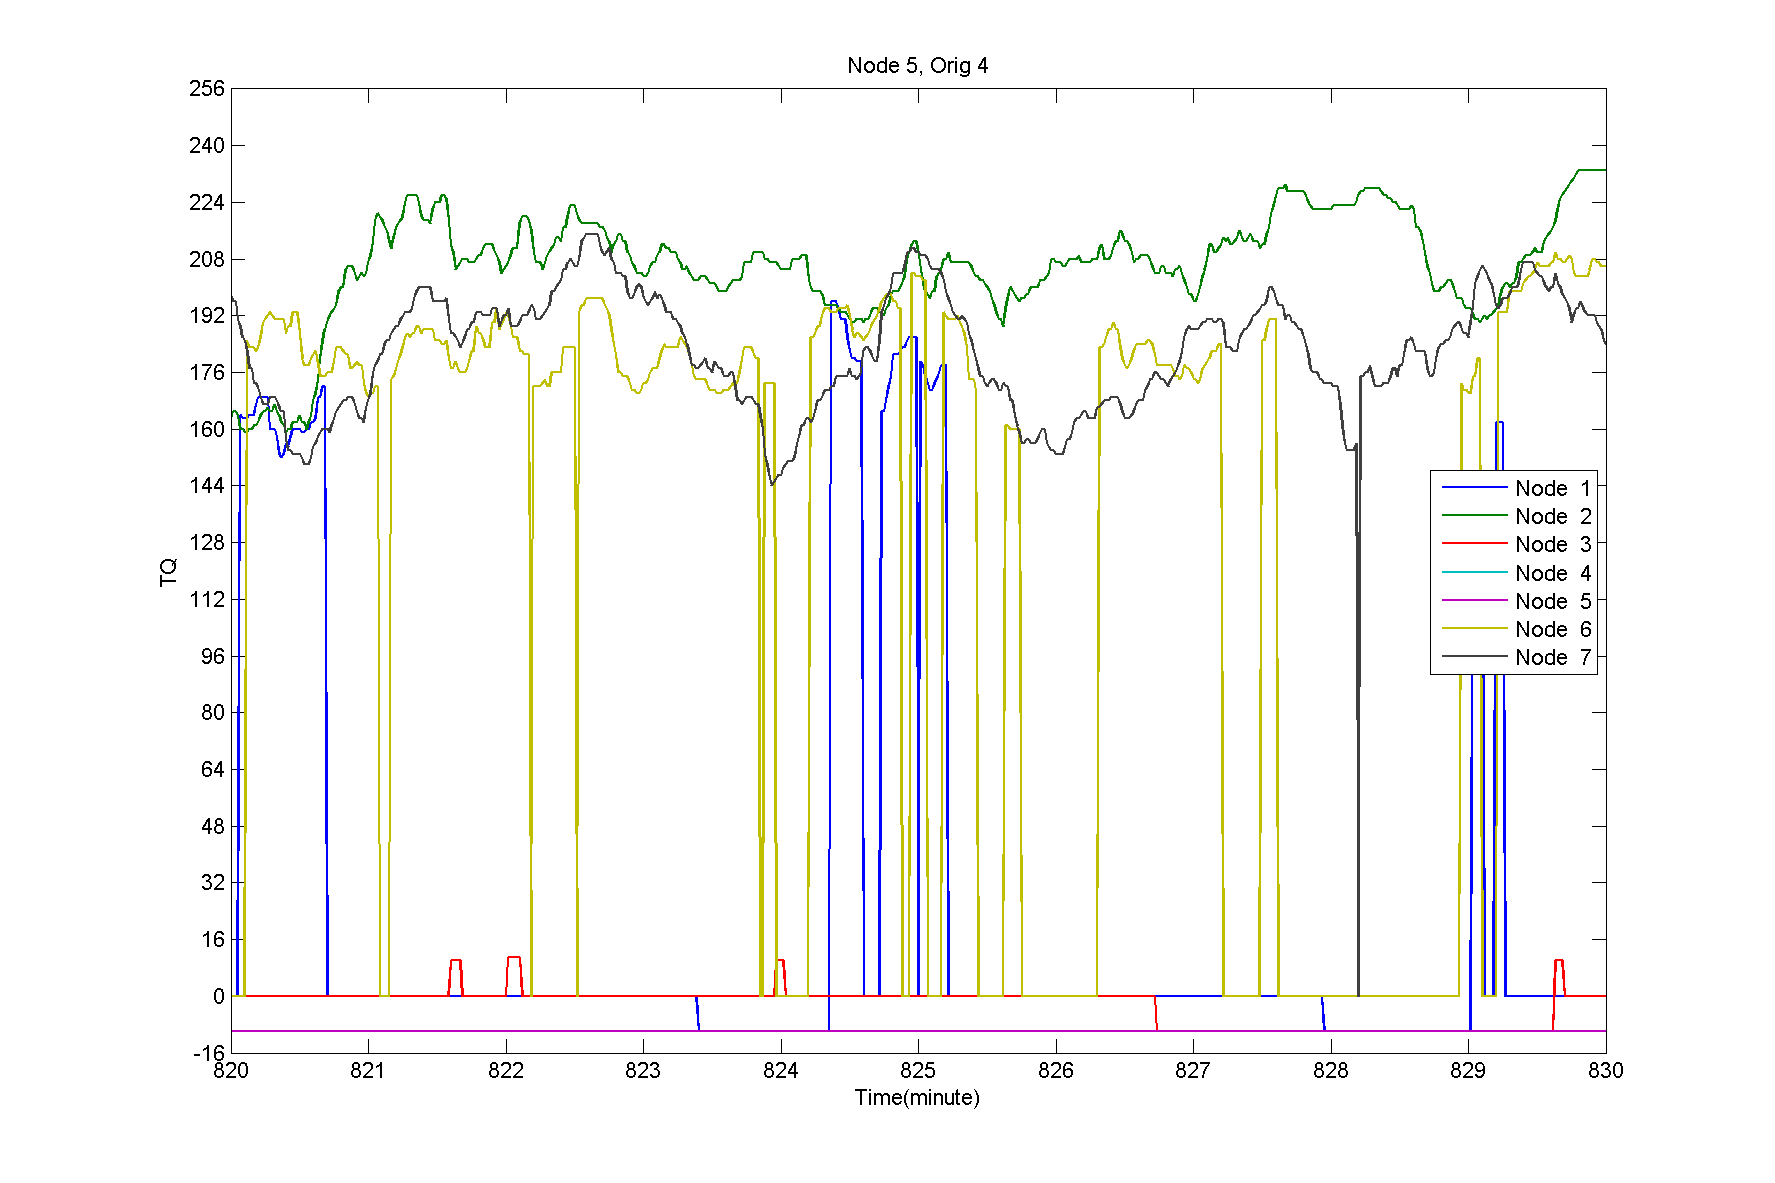 Node 5, Orig 4
256
240
224
208
192
176
160
144
128
112
96
80
64
48
32
16
0
-16
TQ
Node 1
Node 2
Node 3
Node 4
Node 5
Node 6
Node 7
820 821 822 823 824 825 826 827 828 829 830
Time(minute)